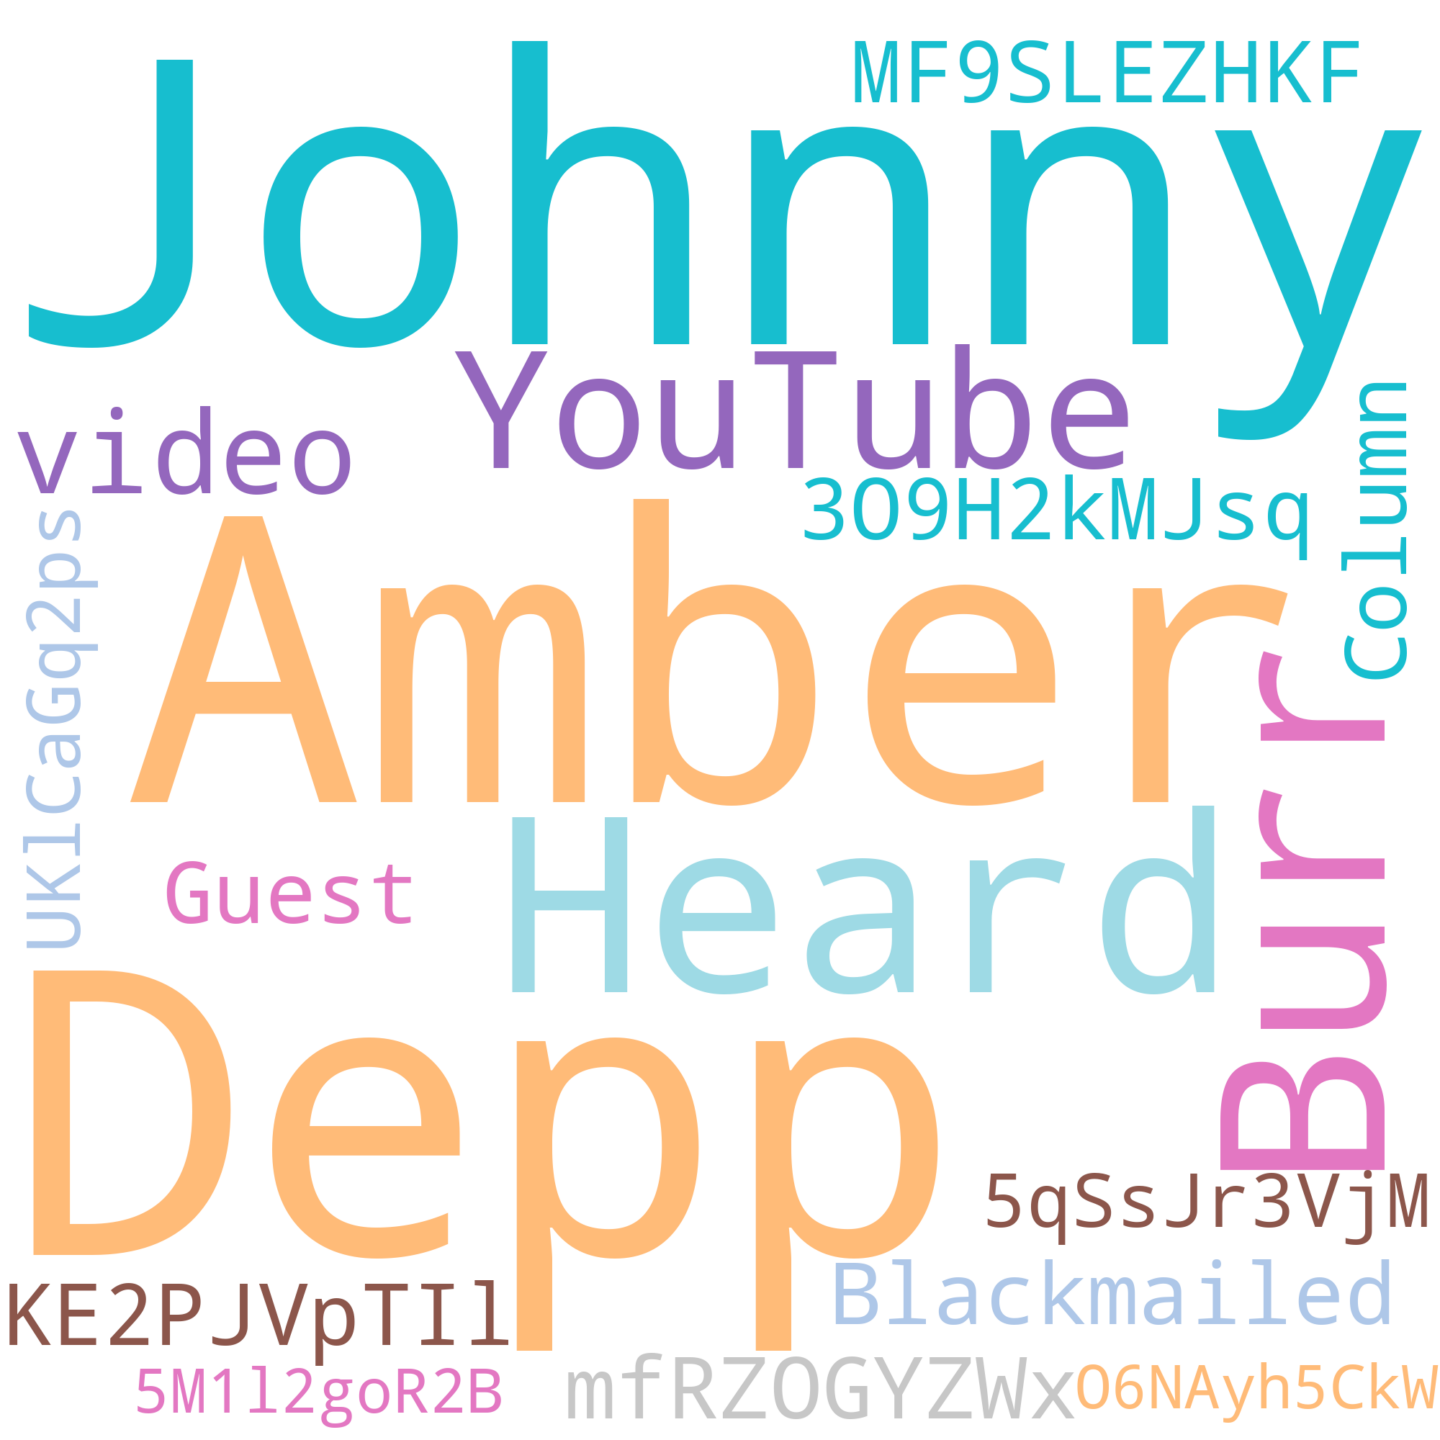 MF9SLEZHKF
Johnny
YouTube
video
Column
3O9H2kMJsq
UKlCaGq2ps
Amber
Burr
Heard
Guest
Depp
5qSsJr3VjM
Blackmailed
KE2PJVpTIl
mfRZOGYZWx
O6NAyh5CkW
5M1l2goR2B